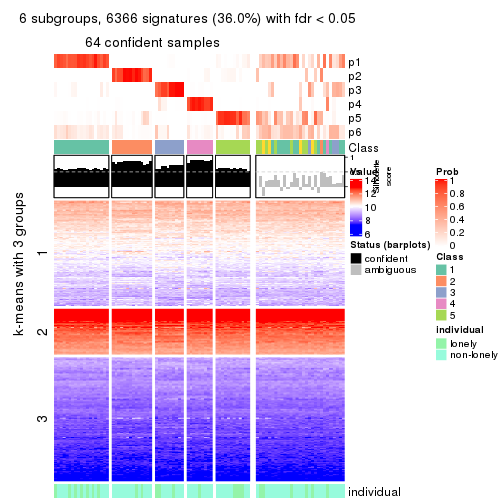 6 subgroups, 6366 signatures (36.0%) with fdr < 0.05
64 confident samples
p1
p2
p3
p4
p5
p6
Class
1
Silhouette
score
Value
14
12
10
8
6
Prob
1
0.8
0.6
0.4
0.2
0
Status (barplots)
confident
ambiguous
Class
1
2
3
4
5
individual
lonely
non-lonely
k-means with 3 groups
1
2
3
individual